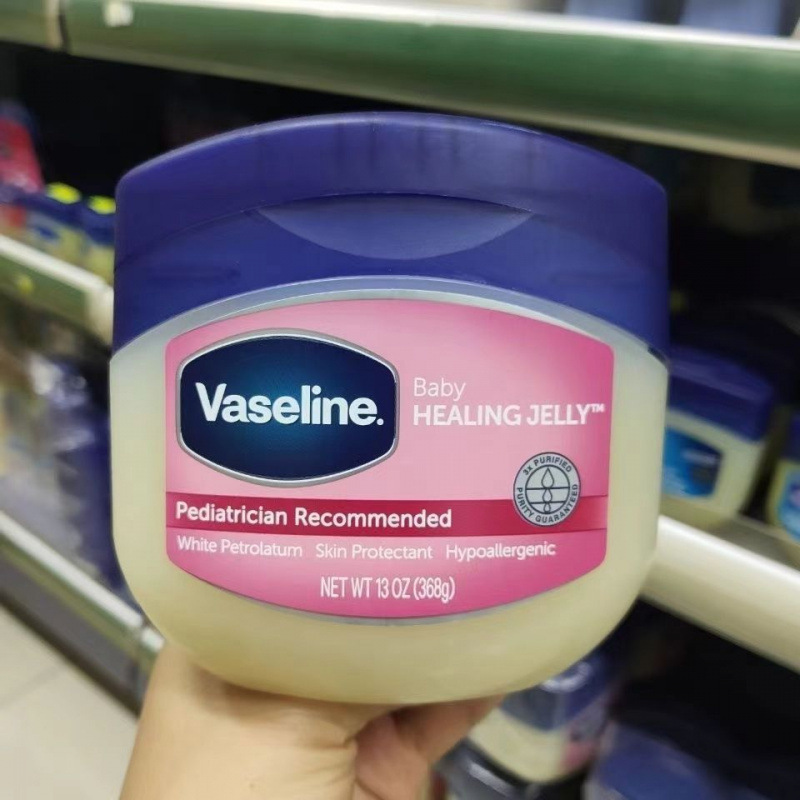 Vaseline.
Baby
HEALING JELLY™
3X PURIFIED
PURITY GUARANTEED
Pediatrician Recommended
White Petrolatum Skin Protectant Hypoallergenic
NET WT 13 OZ (368g)